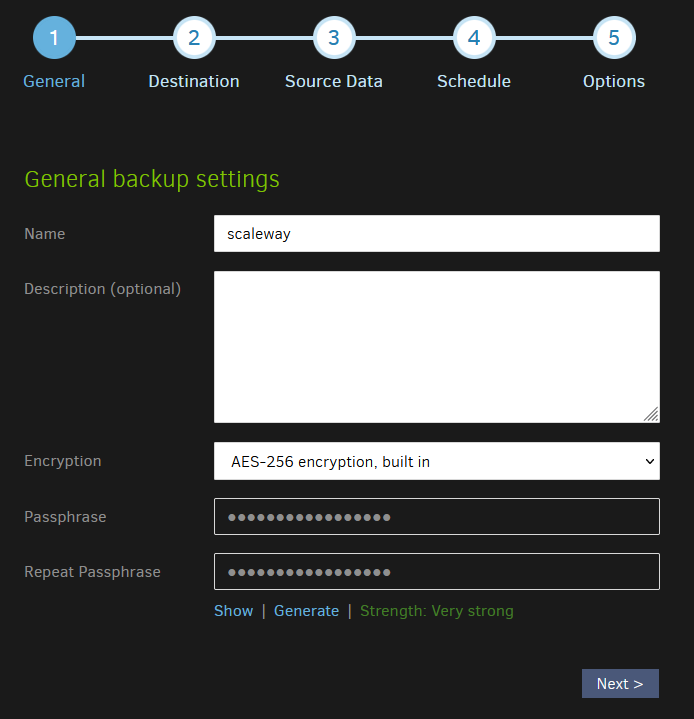 1 2 3 4 5
General Destination Source Data Schedule Options
General backup settings
Name scaleway
Description (optional)
Encryption AES-256 encryption, built in
Passphrase ●●●●●●●●●●●●●●●●●
Repeat Passphrase ●●●●●●●●●●●●●●●●●
Show | Generate | Strength: Very strong
Next >